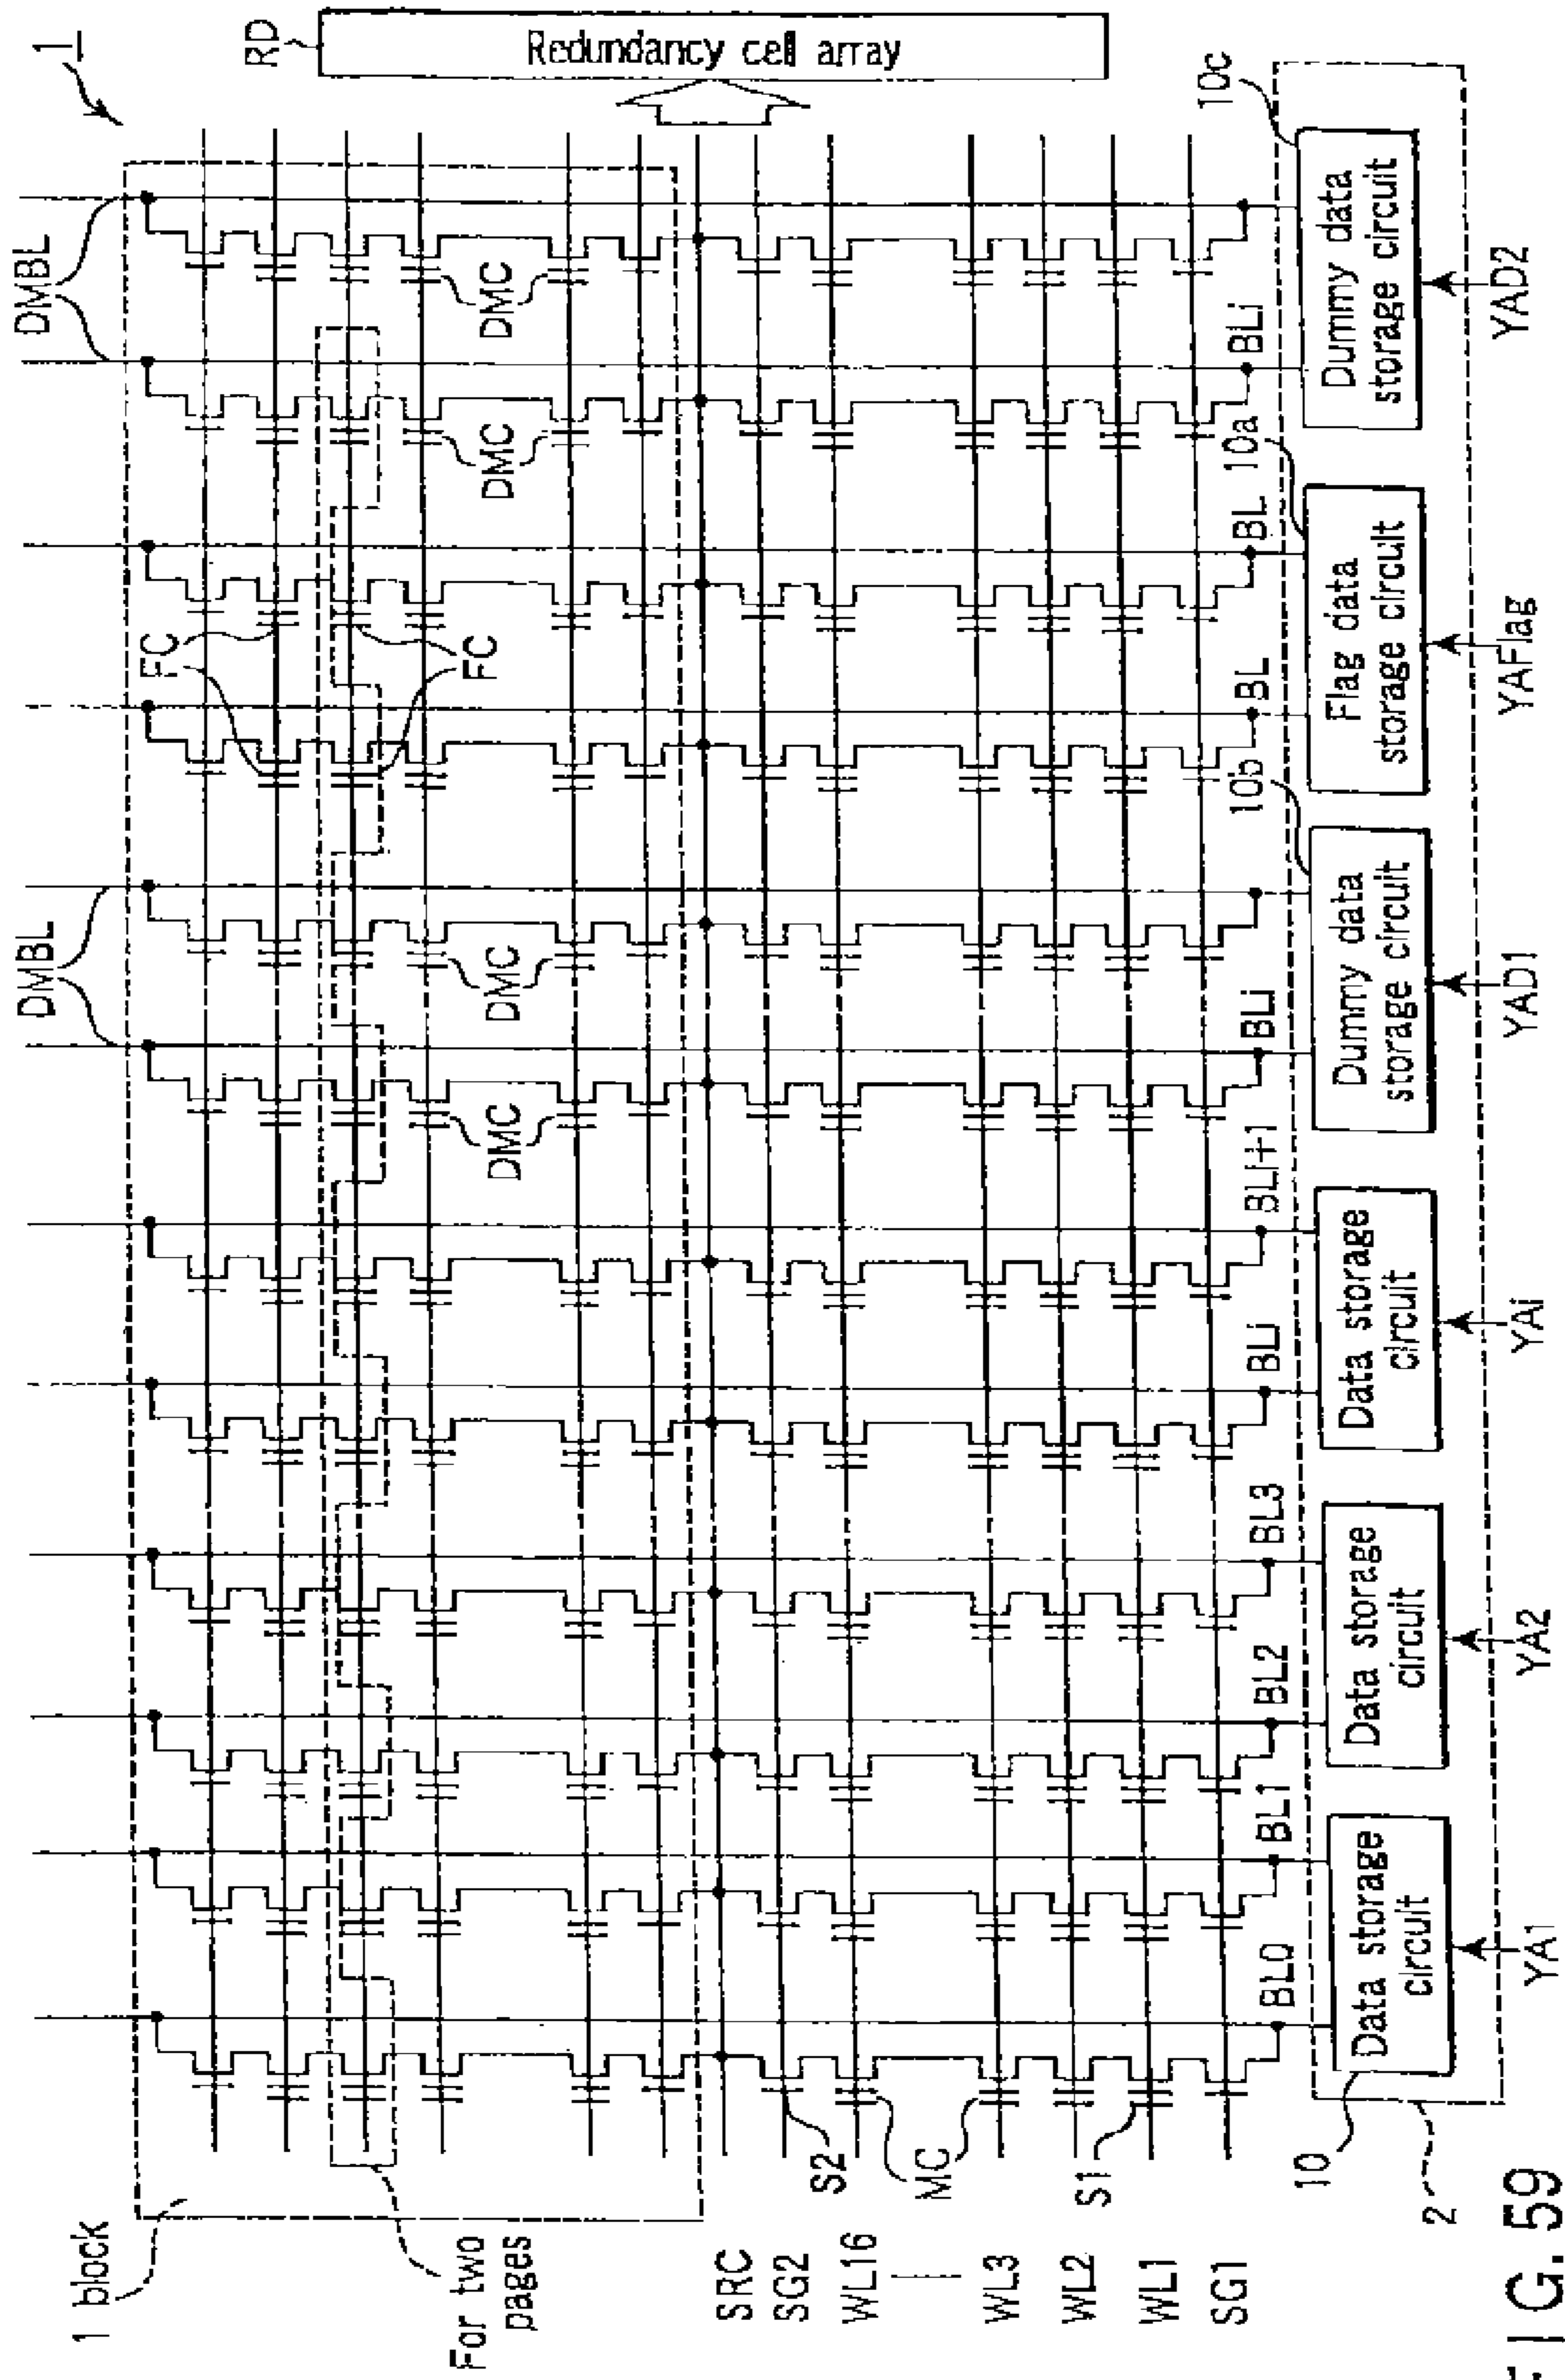 1
RD
Redundancy cell array
DMBL
DMBL
1 block
For two
pages
FC
FC
DMC
DMC
DMC
DMC
SRC
SG2
WL16
WL3
WL2
WL1
SG1
S2
MC
S1
BL0
BL1
BL2
BL3
BLi
BLi+1
BLi
BL
BL
BLi
10
10b
10a
10c
2
Data storage
circuit
Data storage
circuit
Data storage
circuit
Dummy data
storage circuit
Flag data
storage circuit
Dummy data
storage circuit
YA1
YA2
YAi
YAD1
YAFlag
YAD2
FIG. 59